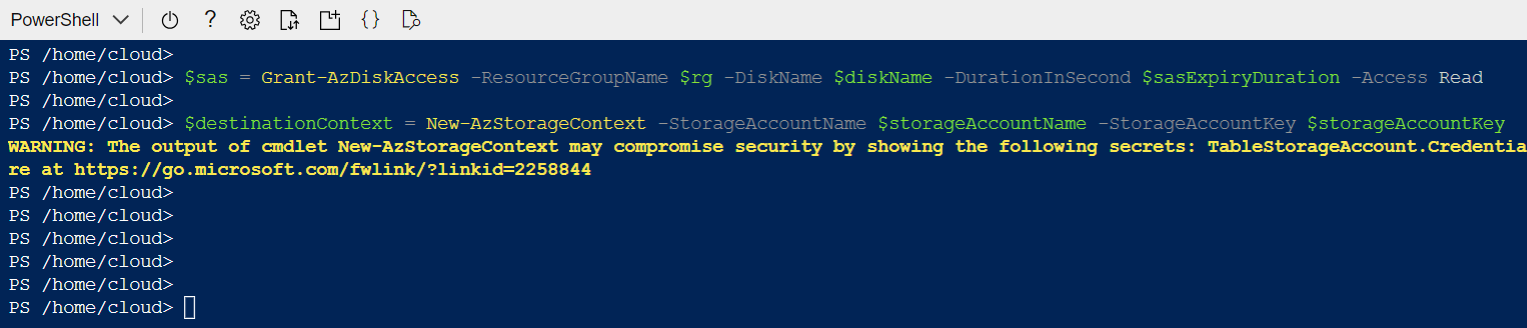 PowerShell
PS /home/cloud>
PS /home/cloud> $sas = Grant-AzDiskAccess -ResourceGroupName $rg -DiskName $diskName -DurationInSecond $sasExpiryDuration -Access Read
PS /home/cloud>
PS /home/cloud> $destinationContext = New-AzStorageContext -StorageAccountName $storageAccountName -StorageAccountKey $storageAccountKey
WARNING: The output of cmdlet New-AzStorageContext may compromise security by showing the following secrets: TableStorageAccount.Credentia
re at https://go.microsoft.com/fwlink/?linkid=2258844
PS /home/cloud>
PS /home/cloud>
PS /home/cloud>
PS /home/cloud>
PS /home/cloud>
PS /home/cloud>